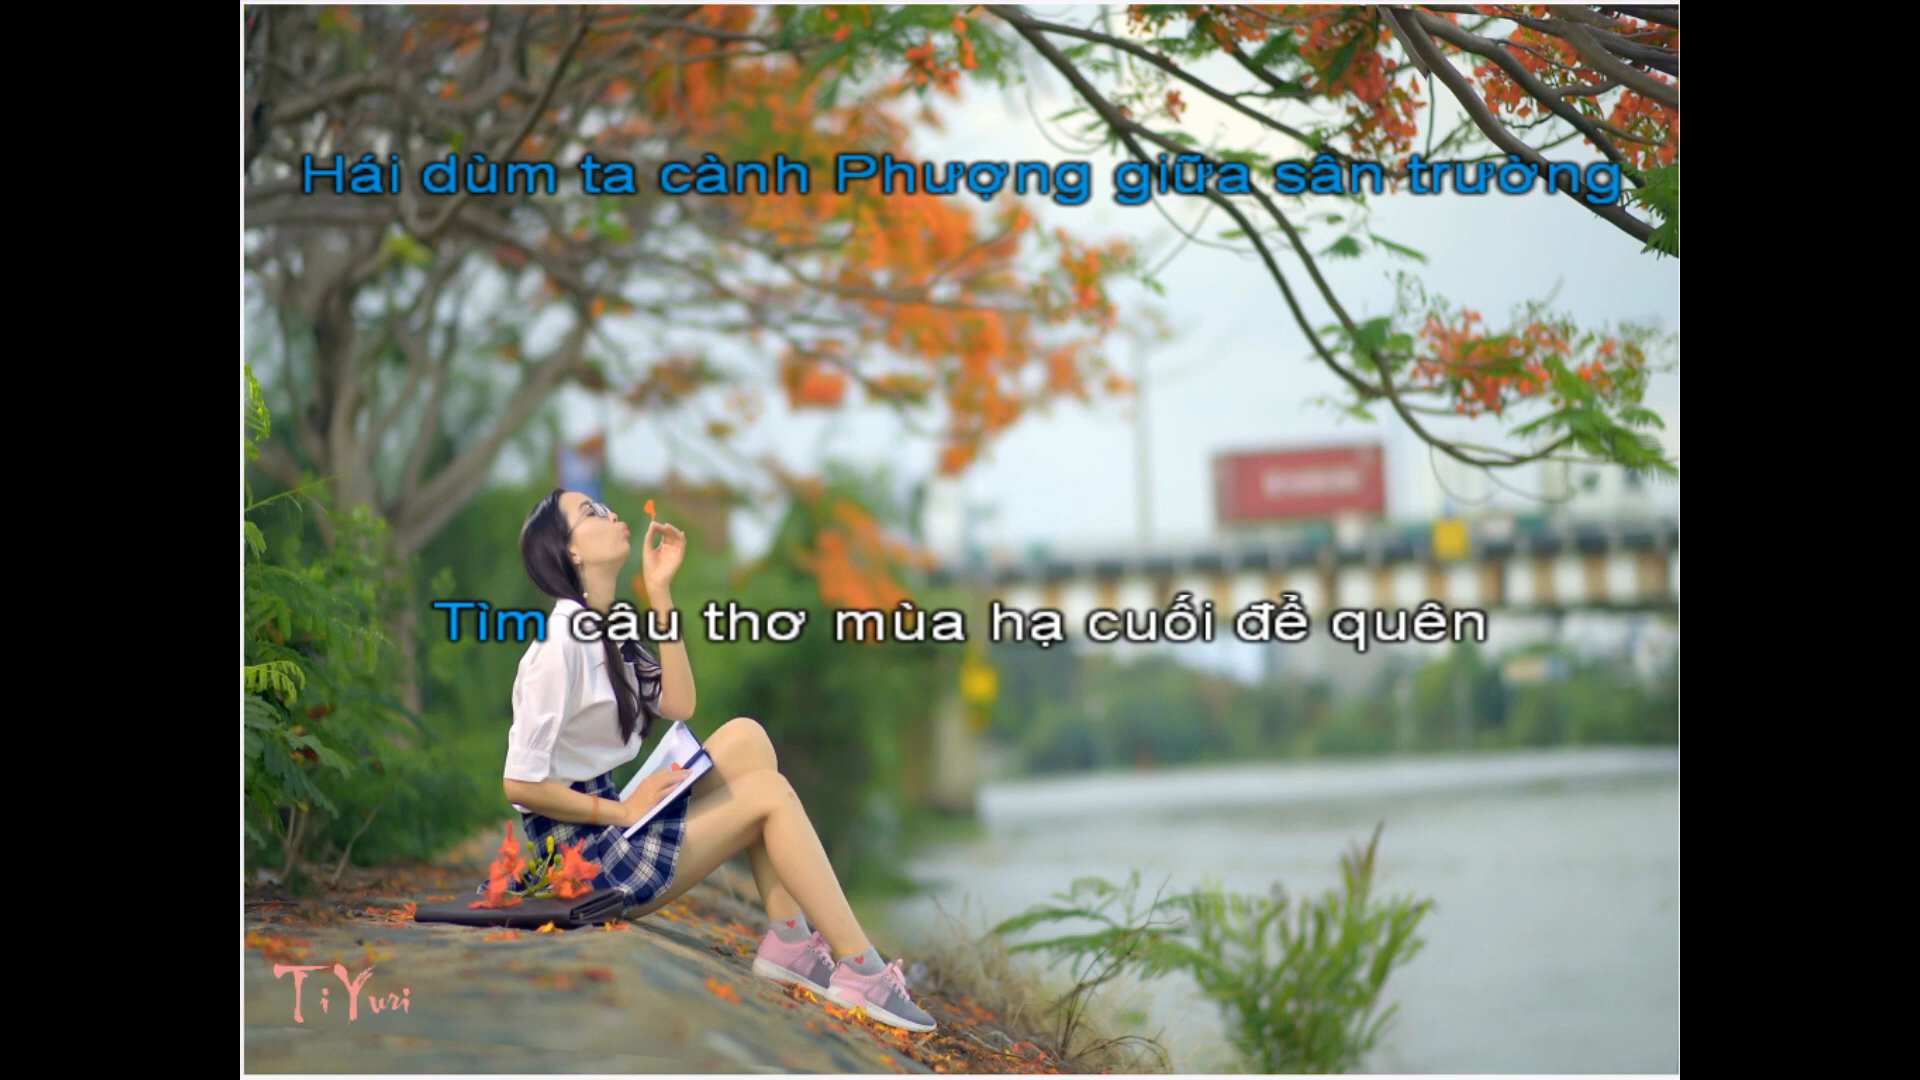 Hái dùm ta cành Phượng giữa sân trường
Tìm câu thơ mùa hạ cuối để quên
TiYuri